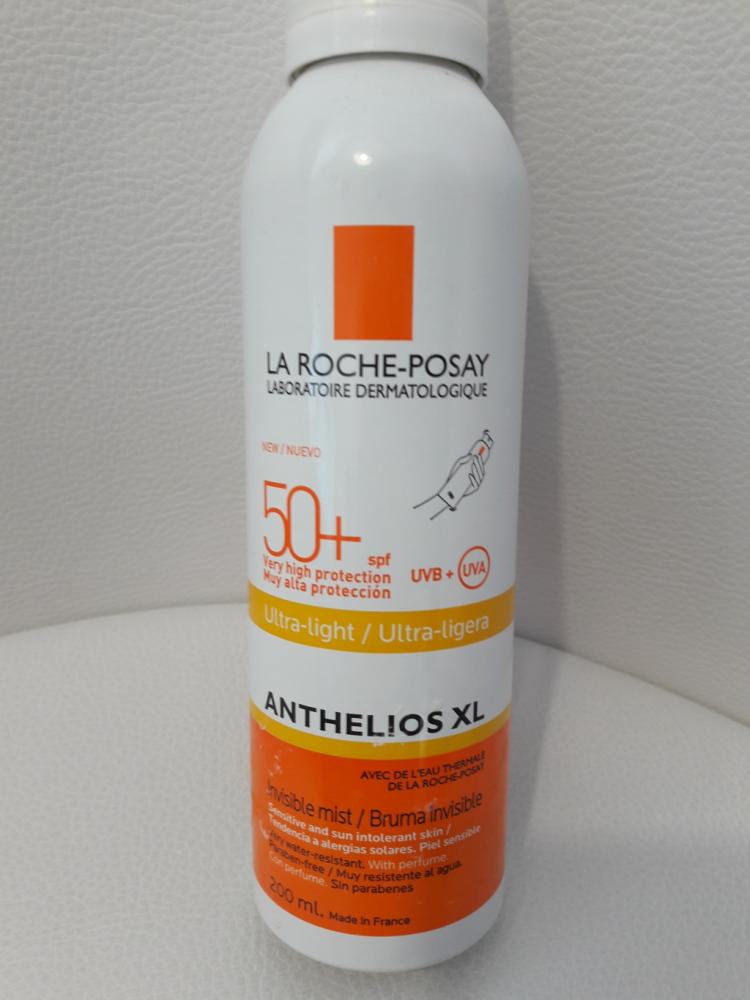 LA ROCHE-POSAY
LABORATOIRE DERMATOLOGIQUE
NEW / NUEVO
50+ spf
Very high protection
Muy alta protección
UVB + UVA
Ultra-light / Ultra-ligera
ANTHELIOS XL
AVEC DE L'EAU THERMALE
DE LA ROCHE-POSAY
Invisible mist / Bruma invisible
Sensitive and sun intolerant skin /
Tendencia a alergias solares. Piel sensible
Very water-resistant. With perfume.
Paraben-free / Muy resistente al agua.
Con perfume. Sin parabenes
200 ml. Made In France